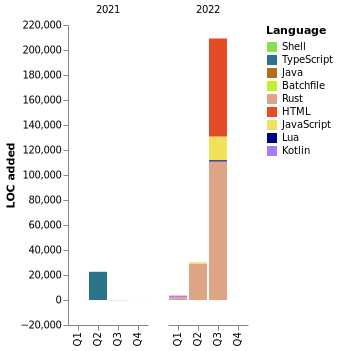 2021
2022
LOC added
220,000
200,000
180,000
160,000
140,000
120,000
100,000
80,000
60,000
40,000
20,000
0
−20,000
Q1
Q2
Q3
Q4
Q1
Q2
Q3
Q4
Language
Shell
TypeScript
Java
Batchfile
Rust
HTML
JavaScript
Lua
Kotlin